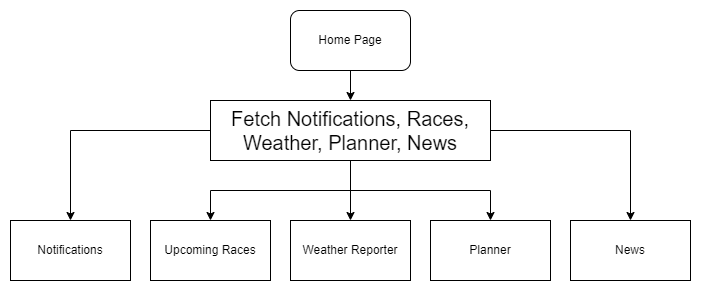 Home Page
Fetch Notifications, Races,
Weather, Planner, News
Notifications
Upcoming Races
Weather Reporter
Planner
News